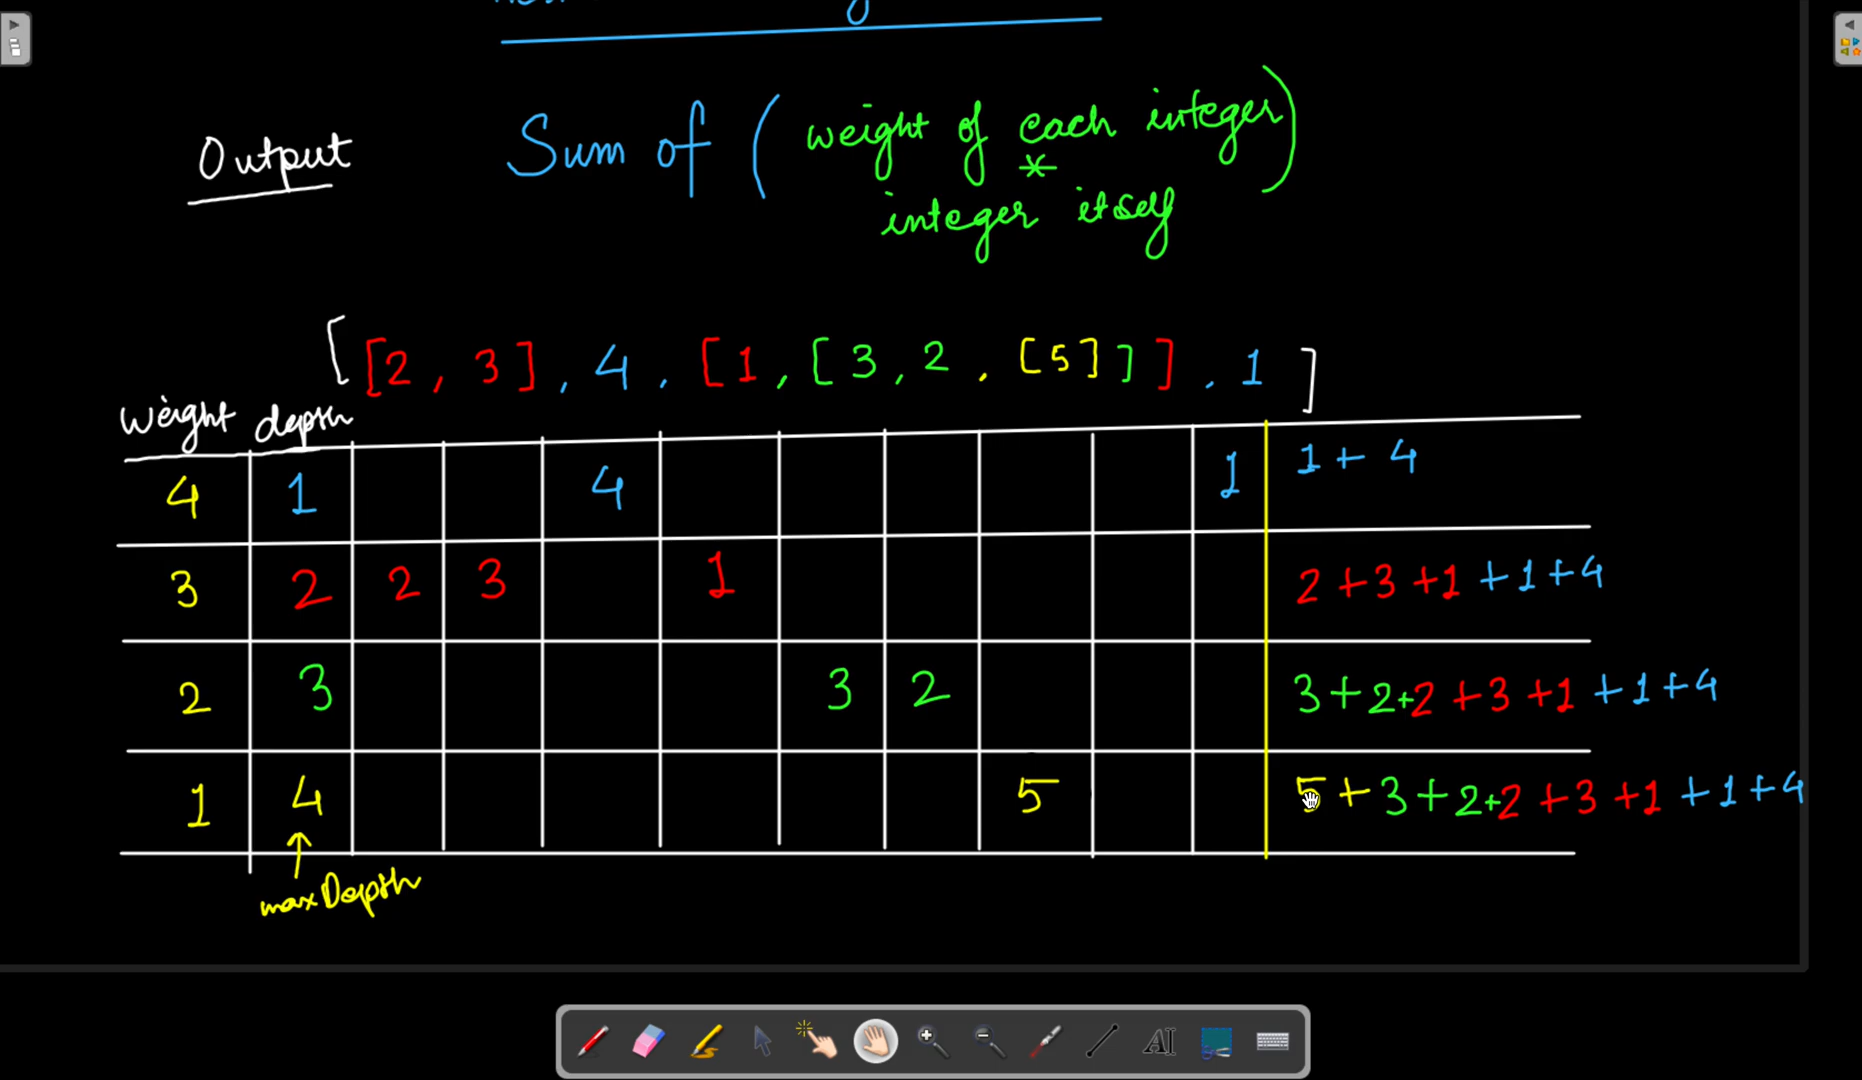 Output
Sum of ( weight of each integer )
*
integer itself
[ [2, 3], 4, [1, [3, 2, [5]]], 1 ]
weight depth
4 1 4 1 1 + 4
3 2 2 3 1 2 + 3 + 1 + 1 + 4
2 3 3 2 3 + 2 + 2 + 3 + 1 + 1 + 4
1 4 5 5 + 3 + 2 + 2 + 3 + 1 + 1 + 4
maxDepth
AI